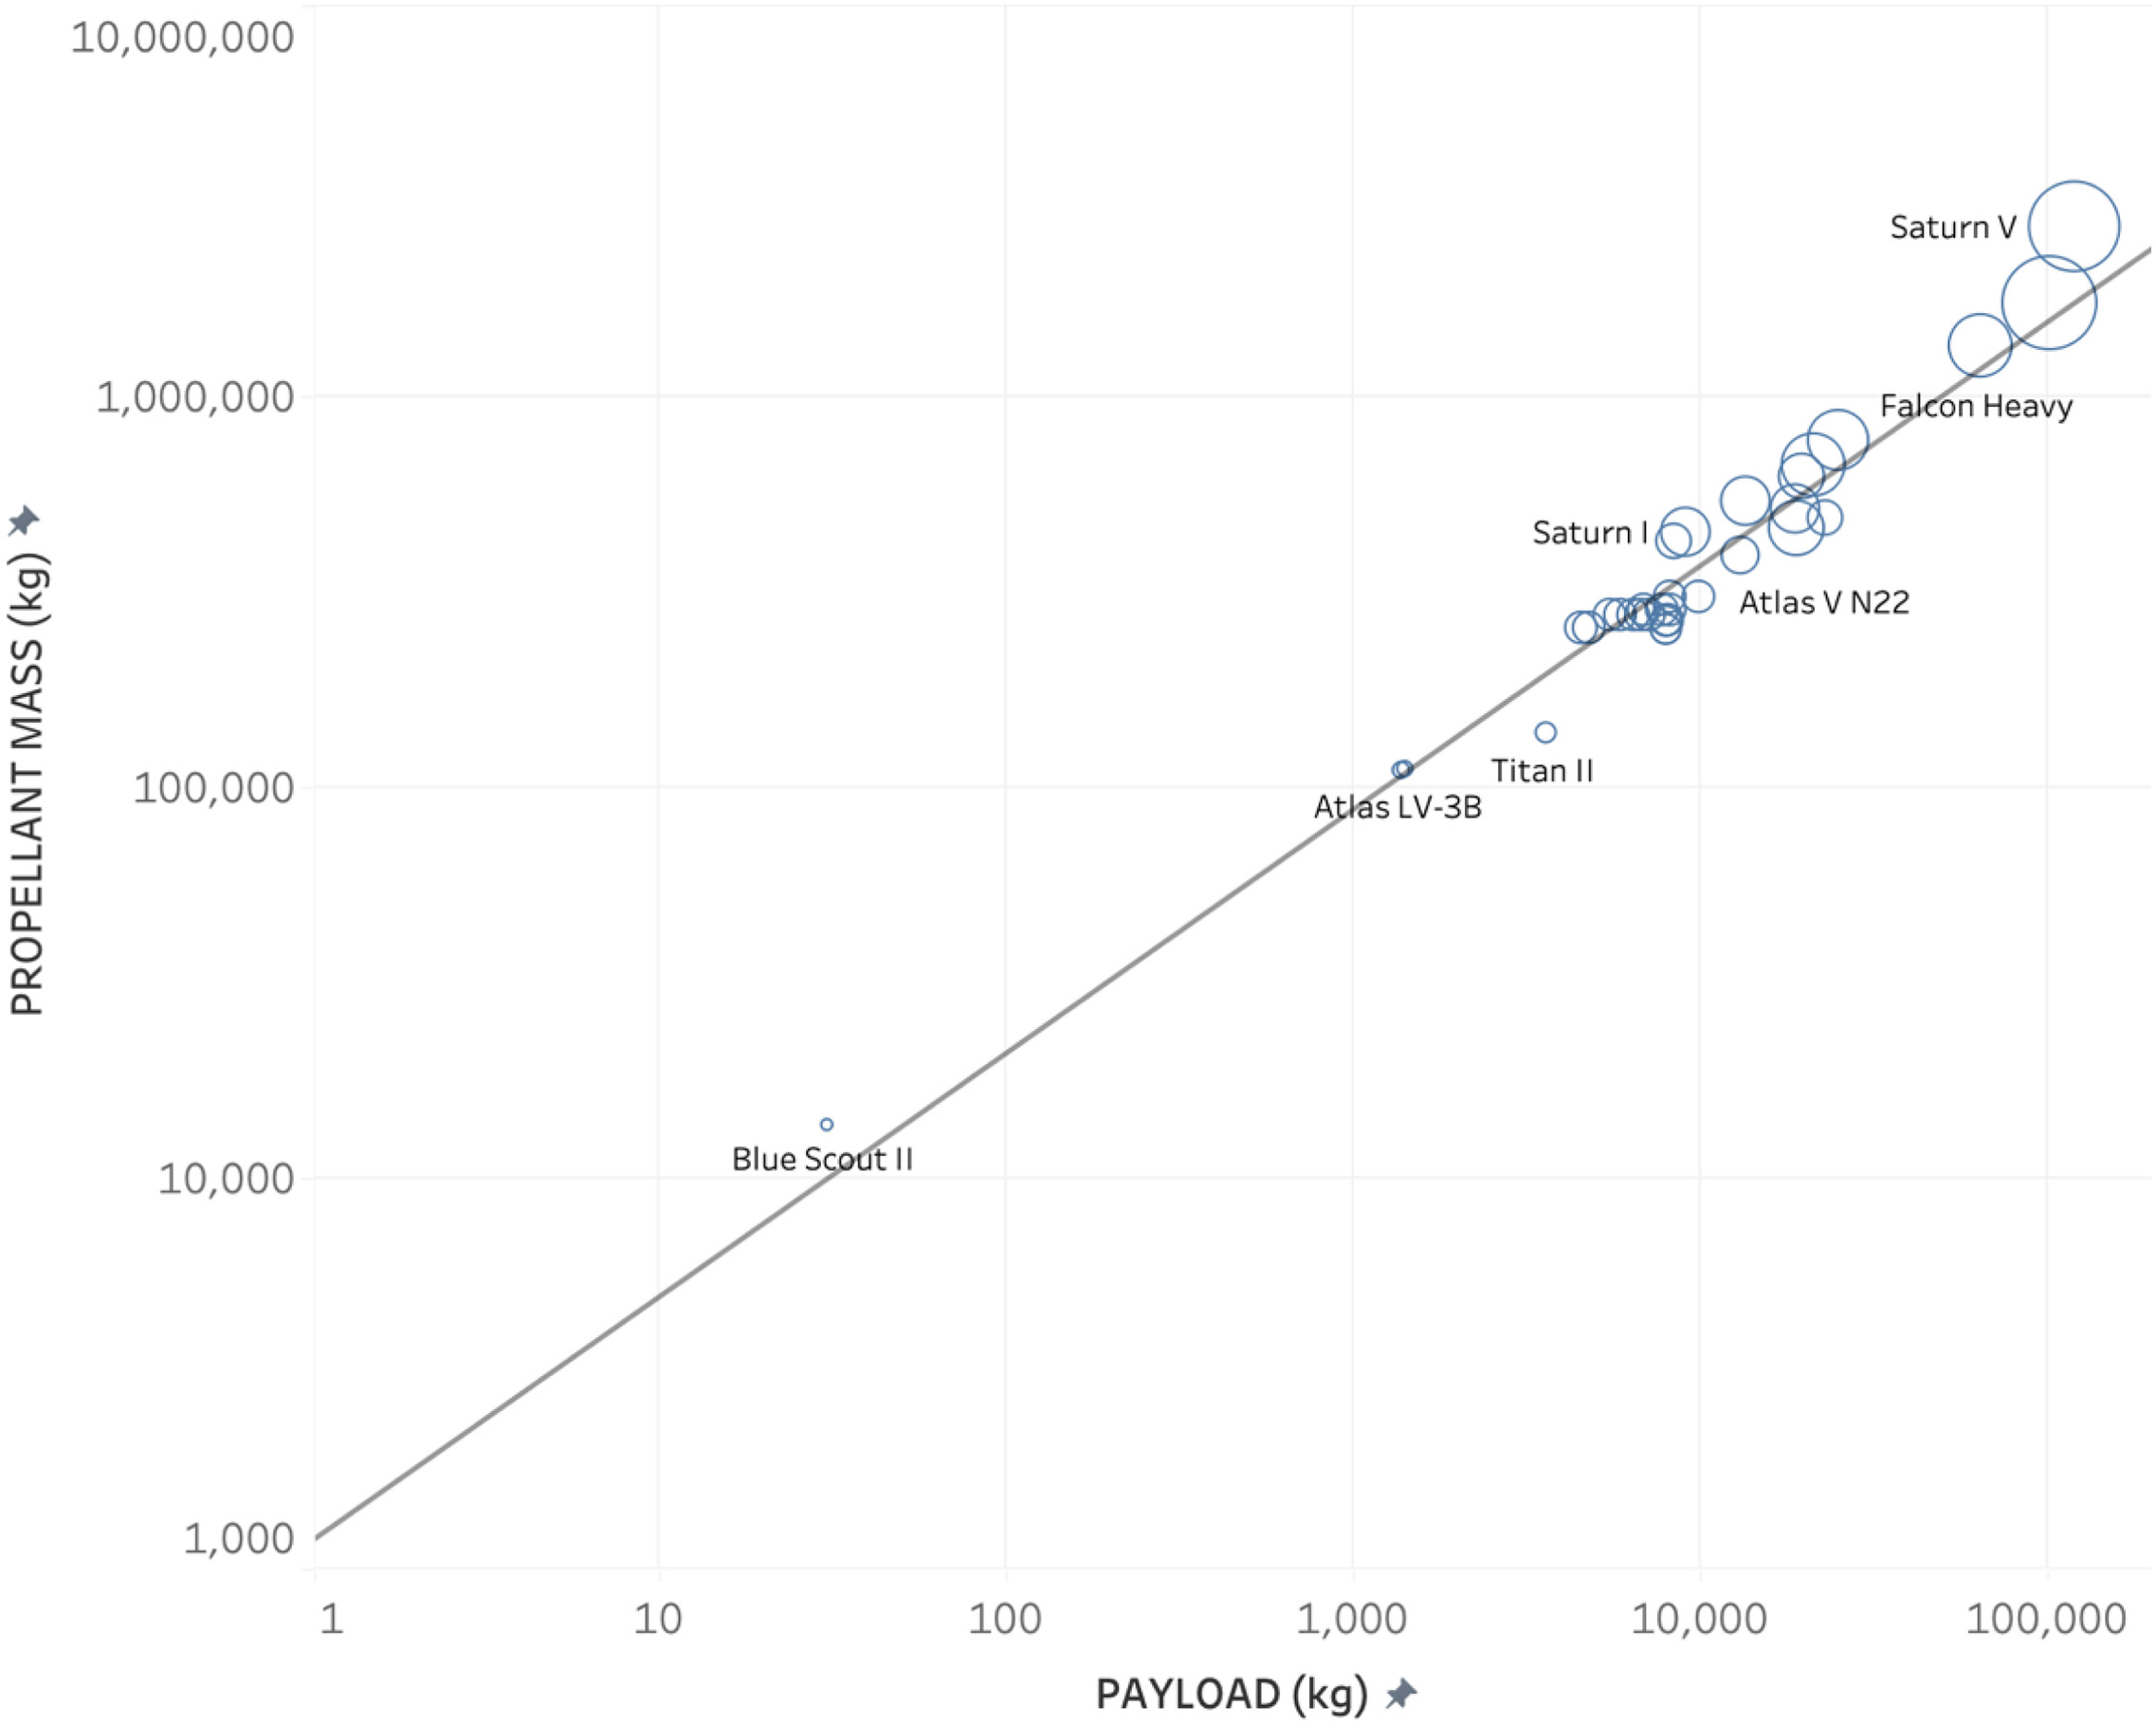 10,000,000
1,000,000
100,000
10,000
1,000
PROPELLANT MASS (kg)
Saturn V
Falcon Heavy
Saturn I
Atlas V N22
Titan II
Atlas LV-3B
Blue Scout II
1
10
100
1,000
10,000
100,000
PAYLOAD (kg)